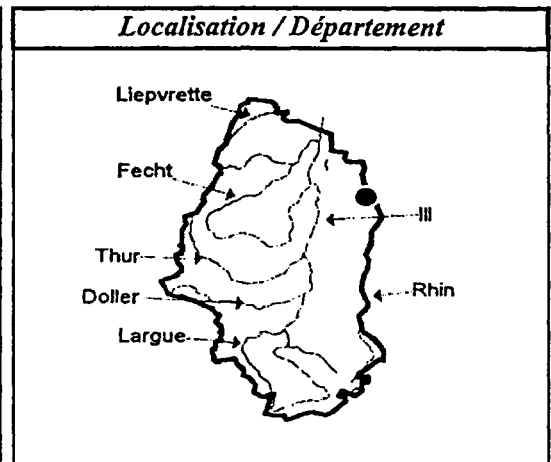 Localisation / Département
Liepvrette
Fecht
Ill
Thur
Doller
Rhin
Largue